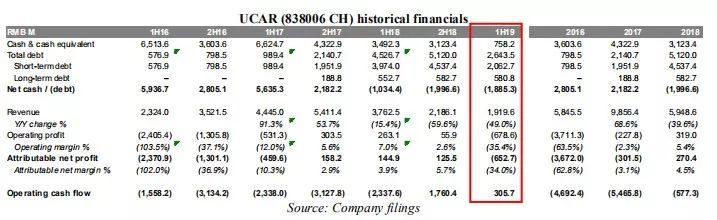 UCAR (838006 CH) historical financials
RMB M 1H16 2H16 1H17 2H17 1H18 2H18 1H19 2016 2017 2018
Cash & cash equivalent 6,513.6 3,603.6 6,624.7 4,322.9 3,492.3 3,123.4 758.2 3,603.6 4,322.9 3,123.4
Total debt 576.9 798.5 989.4 2,140.7 4,526.7 5,120.0 2,643.5 798.5 2,140.7 5,120.0
Short-term debt 576.9 798.5 989.4 1,951.9 3,974.0 4,537.4 2,062.7 798.5 1,951.9 4,537.4
Long-term debt – – – 188.8 552.7 582.7 580.8 – 188.8 582.7
Net cash / (debt) 5,936.7 2,805.1 5,635.3 2,182.2 (1,034.4) (1,996.6) (1,885.3) 2,805.1 2,182.2 (1,996.6)
Revenue 2,324.0 3,521.5 4,445.0 5,411.4 3,762.5 2,186.1 1,919.6 5,845.5 9,856.4 5,948.6
Y/Y change % 91.3% 53.7% (15.4%) (59.6%) (49.0%) 68.6% (39.6%)
Operating profit (2,405.4) (1,305.8) (531.3) 303.5 263.1 55.9 (678.6) (3,711.3) (227.8) 319.0
Operating margin % (103.5%) (37.1%) (12.0%) 5.6% 7.0% 2.6% (35.4%) (63.5%) (2.3%) 5.4%
Attributable net profit (2,370.9) (1,301.1) (459.6) 158.2 144.9 125.5 (652.7) (3,672.0) (301.5) 270.4
Attributable net margin % (102.0%) (36.9%) (10.3%) 2.9% 3.9% 5.7% (34.0%) (62.8%) (3.1%) 4.5%
Operating cash flow (1,558.2) (3,134.2) (2,338.0) (3,127.8) (2,337.6) 1,760.4 305.7 (4,692.4) (5,465.8) (577.3)
Source: Company filings